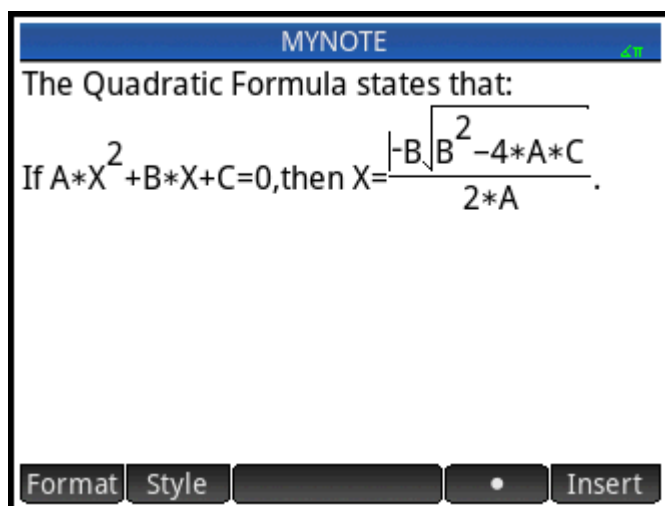 MYNOTE
∡π
The Quadratic Formula states that:
If A*X²+B*X+C=0,then X=(-B√(B²−4*A*C))/(2*A).
Format Style • Insert